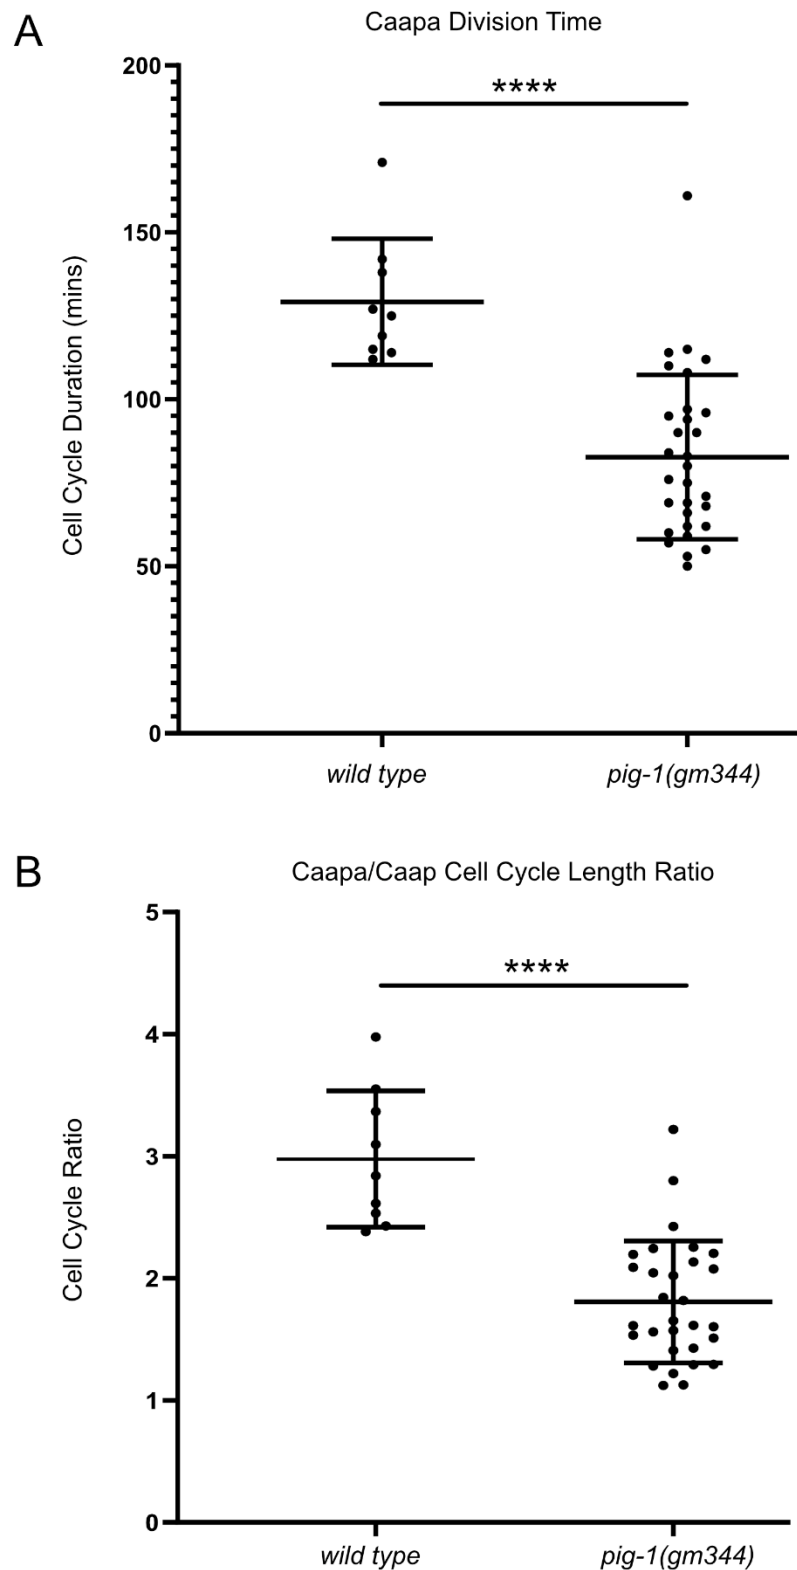 A
Caapa Division Time
****
200
150
100
50
0
Cell Cycle Duration (mins)
wild type
pig-1(gm344)
B
Caapa/Caap Cell Cycle Length Ratio
****
5
4
3
2
1
0
Cell Cycle Ratio
wild type
pig-1(gm344)